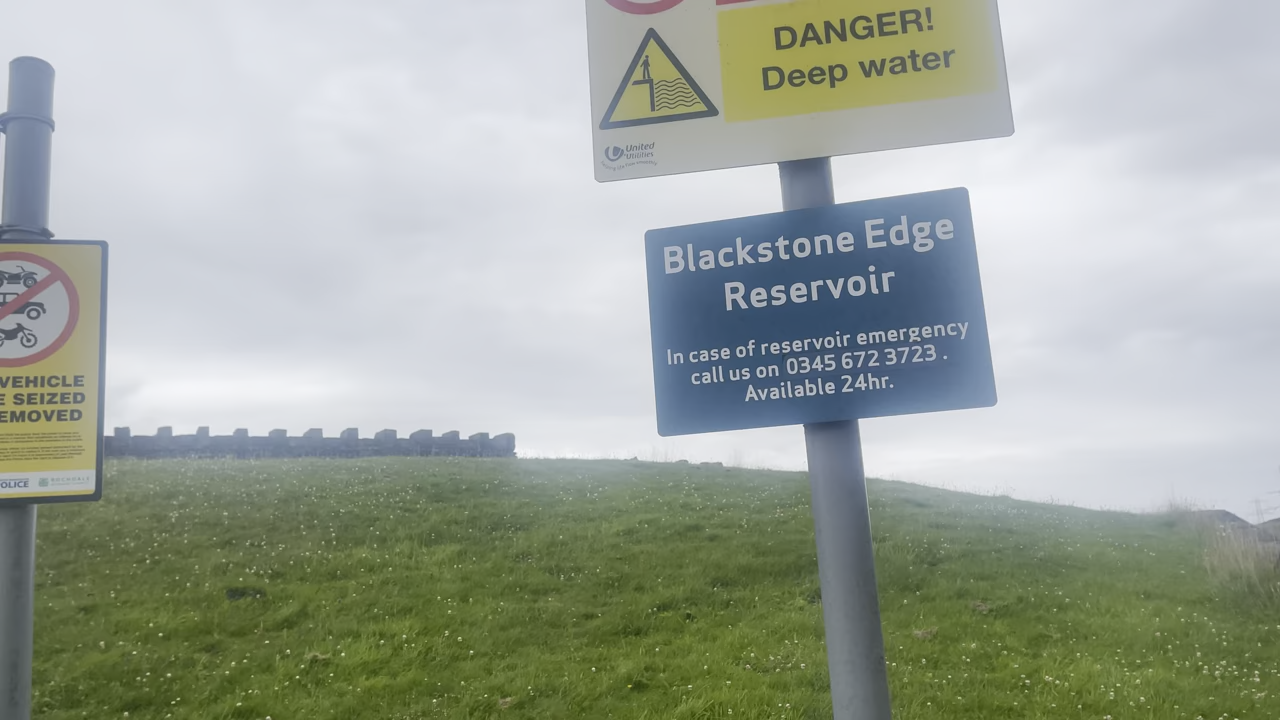 DANGER!
Deep water
United
Utilities
Blackstone Edge
Reservoir
In case of reservoir emergency
call us on 0345 672 3723 .
Available 24hr.
VEHICLE
E SEIZED
EMOVED
OLICE
ROCHDALE